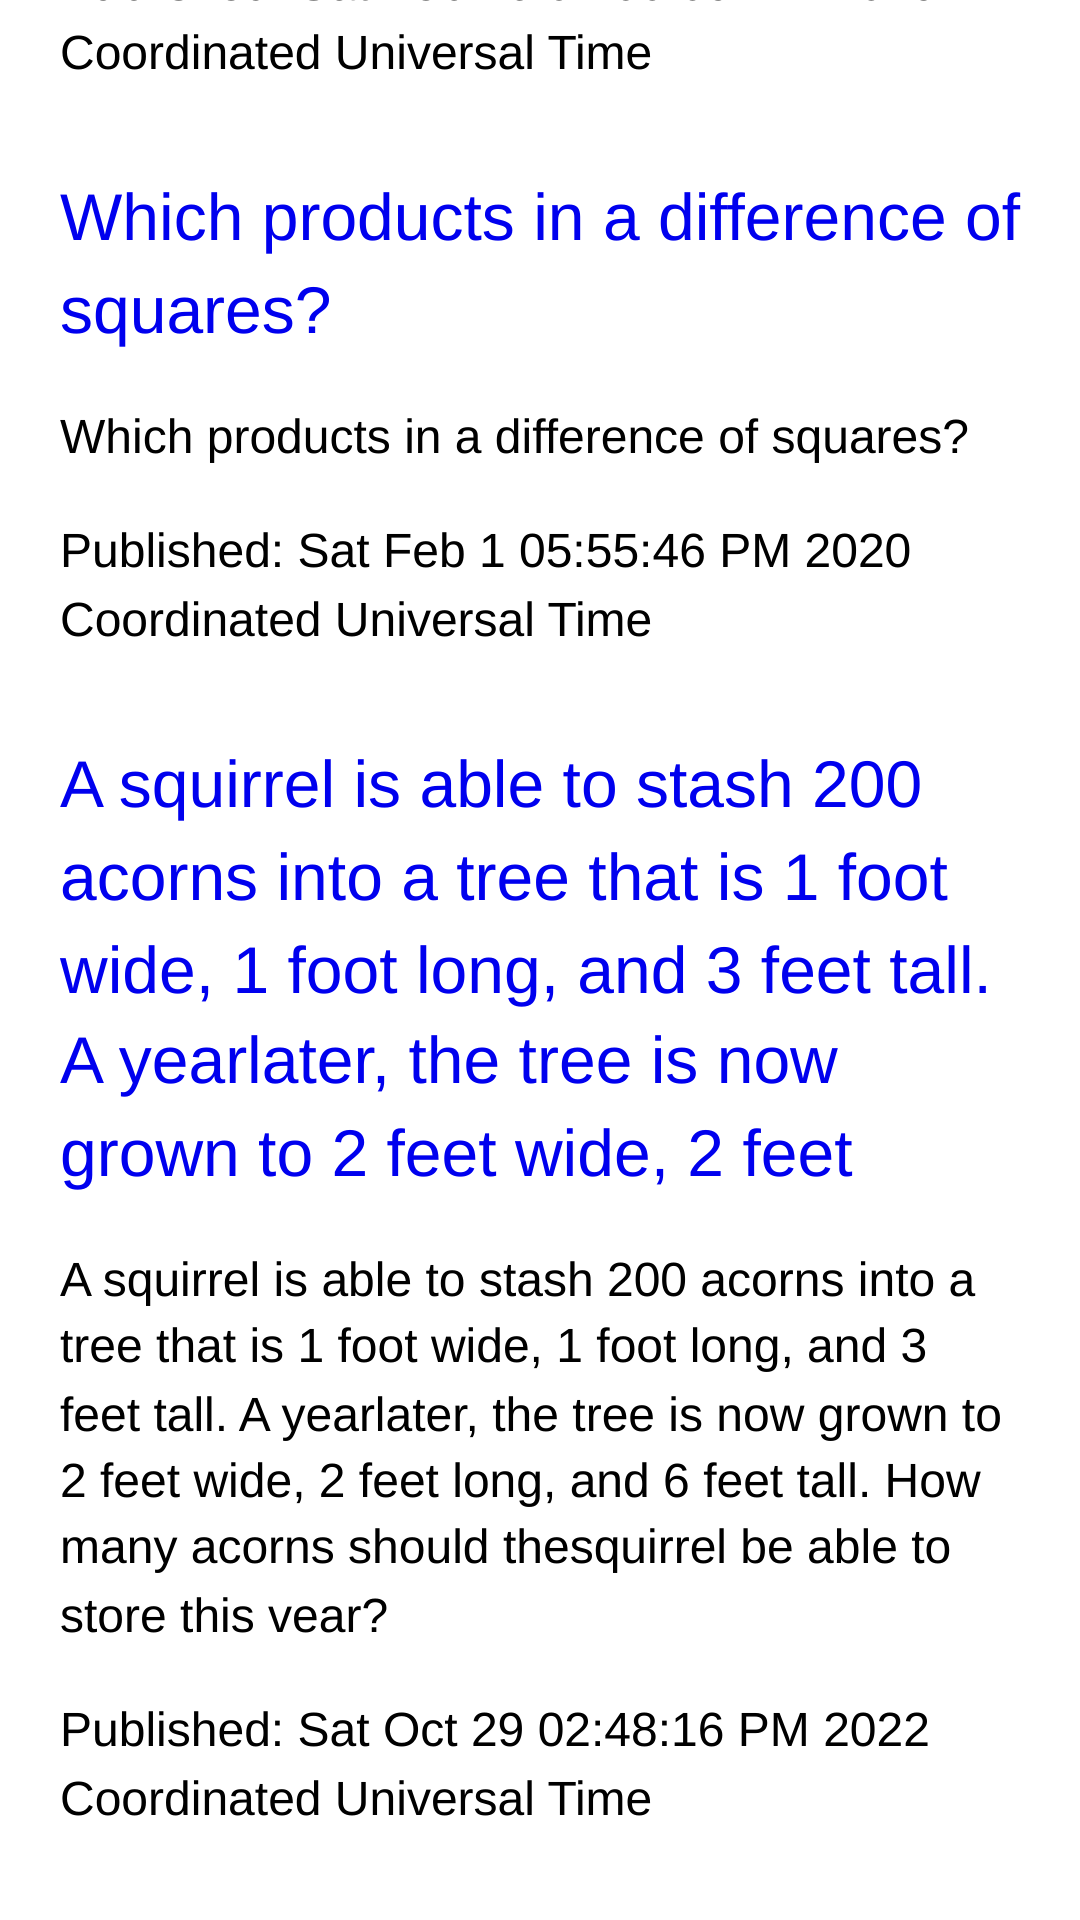 Coordinated Universal Time
Which products in a difference of
squares?
Which products in a difference of squares?
Published: Sat Feb 1 05:55:46 PM 2020
Coordinated Universal Time
A squirrel is able to stash 200
acorns into a tree that is 1 foot
wide, 1 foot long, and 3 feet tall.
A yearlater, the tree is now
grown to 2 feet wide, 2 feet
A squirrel is able to stash 200 acorns into a
tree that is 1 foot wide, 1 foot long, and 3
feet tall. A yearlater, the tree is now grown to
2 feet wide, 2 feet long, and 6 feet tall. How
many acorns should thesquirrel be able to
store this vear?
Published: Sat Oct 29 02:48:16 PM 2022
Coordinated Universal Time